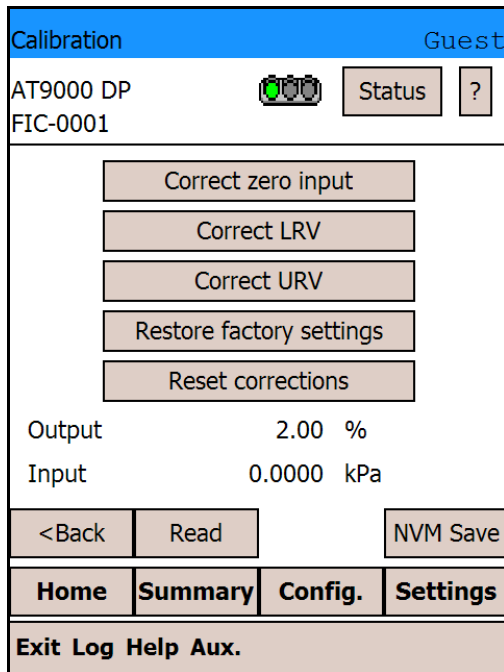 Calibration Guest
AT9000 DP Status ?
FIC-0001
Correct zero input
Correct LRV
Correct URV
Restore factory settings
Reset corrections
Output 2.00 %
Input 0.0000 kPa
<Back Read NVM Save
Home Summary Config. Settings
Exit Log Help Aux.